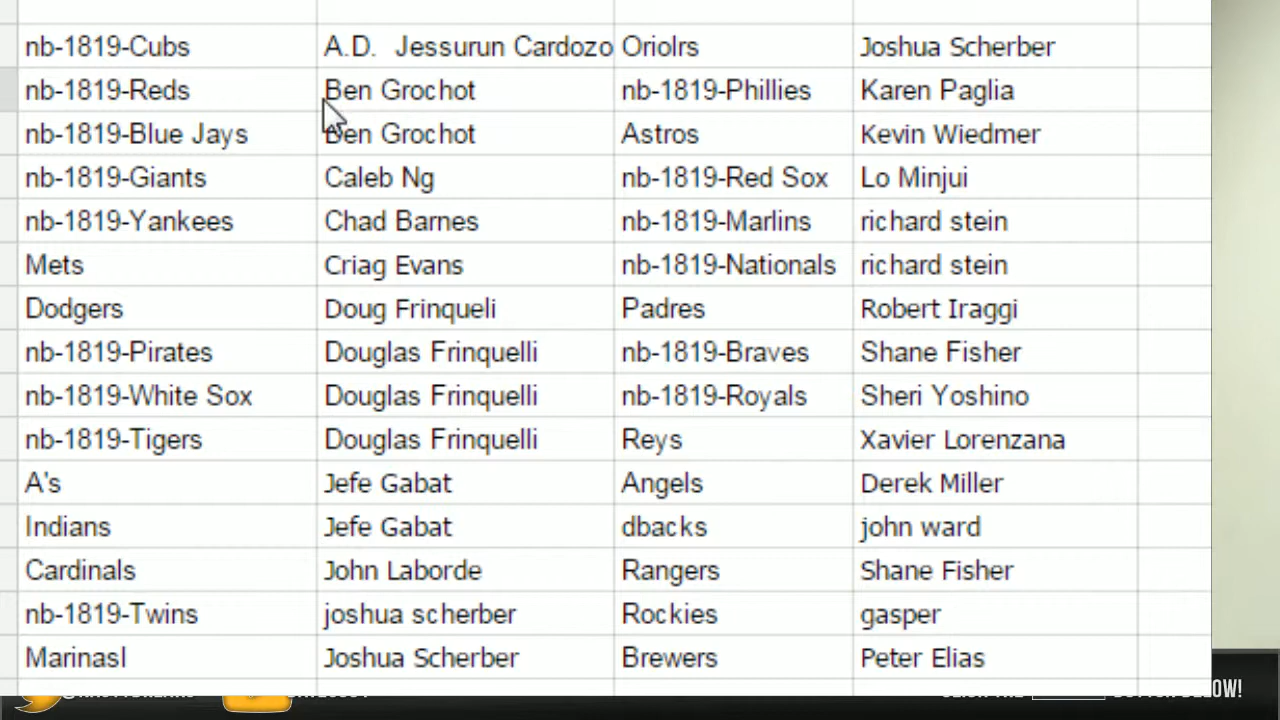 nb-1819-Cubs A.D. Jessurun Cardozo Oriolrs Joshua Scherber
nb-1819-Reds Ben Grochot nb-1819-Phillies Karen Paglia
nb-1819-Blue Jays Ben Grochot Astros Kevin Wiedmer
nb-1819-Giants Caleb Ng nb-1819-Red Sox Lo Minjui
nb-1819-Yankees Chad Barnes nb-1819-Marlins richard stein
Mets Criag Evans nb-1819-Nationals richard stein
Dodgers Doug Frinqueli Padres Robert Iraggi
nb-1819-Pirates Douglas Frinquelli nb-1819-Braves Shane Fisher
nb-1819-White Sox Douglas Frinquelli nb-1819-Royals Sheri Yoshino
nb-1819-Tigers Douglas Frinquelli Reys Xavier Lorenzana
A's Jefe Gabat Angels Derek Miller
Indians Jefe Gabat dbacks john ward
Cardinals John Laborde Rangers Shane Fisher
nb-1819-Twins joshua scherber Rockies gasper
Marinasl Joshua Scherber Brewers Peter Elias